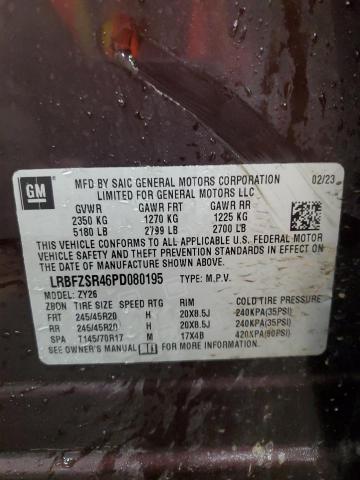 GM
MFD BY SAIC GENERAL MOTORS CORPORATION 02/23
LIMITED FOR GENERAL MOTORS LLC
GVWR GAWR FRT GAWR RR
2350 KG 1270 KG 1225 KG
5180 LB 2799 LB 2700 LB
THIS VEHICLE CONFORMS TO ALL APPLICABLE U.S. FEDERAL MOTOR
VEHICLE SAFETY, BUMPER, AND THEFT PREVENTION STANDARDS IN
EFFECT ON THE DATE OF MANUFACTURE SHOWN ABOVE.
LRBFZSR46PD080195 TYPE: M.P.V.
MODEL: ZY26
ZBON TIRE SIZE SPEED RTG RIM COLD TIRE PRESSURE
FRT 245/45R20 H 20X8.5J 240KPA(35PSI)
RR 245/45R20 H 20X8.5J 240KPA(35PSI)
SPA T145/70R17 M 17X4B 420KPA(60PSI)
SEE OWNER'S MANUAL FOR ADDITIONAL INFORMATION.